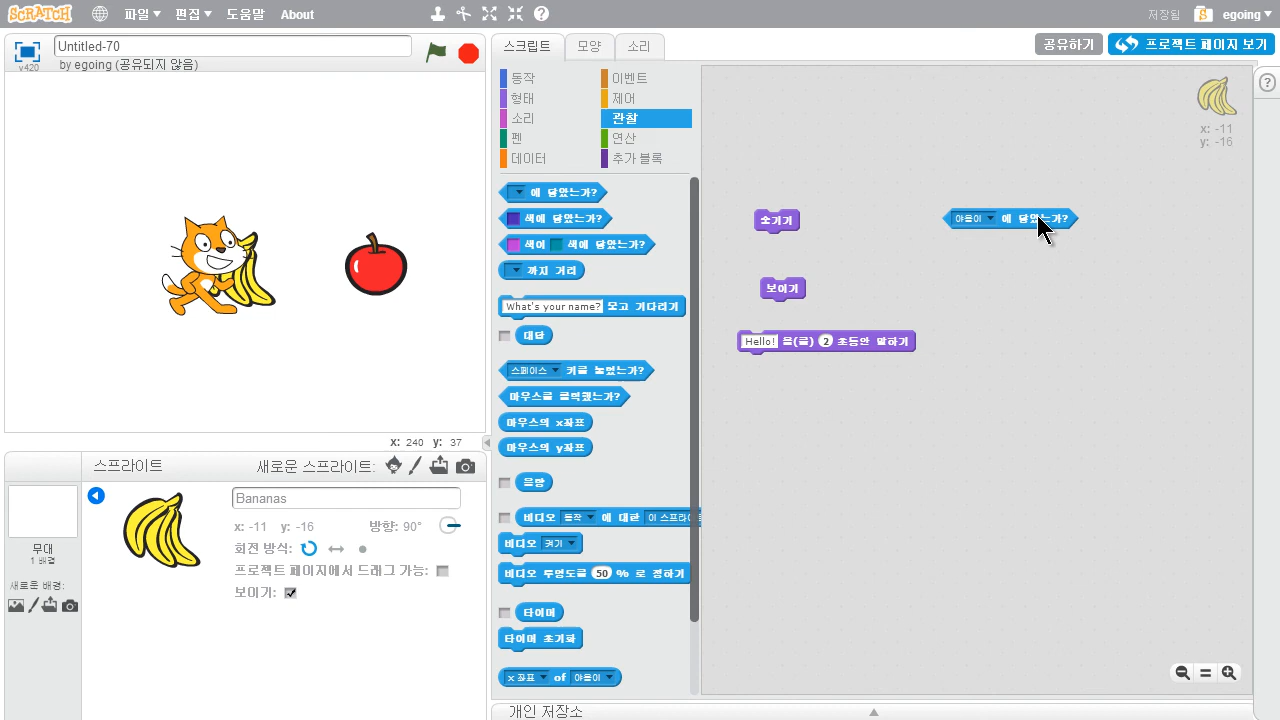 SCRATCH 파일 편집 도움말 About 저장됨 egoing
v420 Untitled-70
by egoing (공유되지 않음)
스크립트 모양 소리 공유하기 프로젝트 페이지 보기
동작 이벤트
형태 제어
소리 관찰
펜 연산
데이터 추가 블록
에 닿았는가?
색에 닿았는가?
색이 색에 닿았는가?
까지 거리
What's your name? 묻고 기다리기
대답
스페이스 키를 눌렀는가?
마우스를 클릭했는가?
마우스의 x좌표
마우스의 y좌표
음량
비디오 동작 에 대한 이 스프라이
비디오 켜기
비디오 투명도를 50 % 로 정하기
타이머
타이머 초기화
x 좌표 of 야옹이
숨기기
야옹이 에 닿았는가?
보이기
Hello! 을(를) 2 초동안 말하기
x: -11
y: -16
x: 240 y: 37
스프라이트 새로운 스프라이트:
무대
1 배경
새로운 배경:
Bananas
x: -11 y: -16 방향: 90°
회전 방식:
프로젝트 페이지에서 드래그 가능:
보이기:
개인 저장소